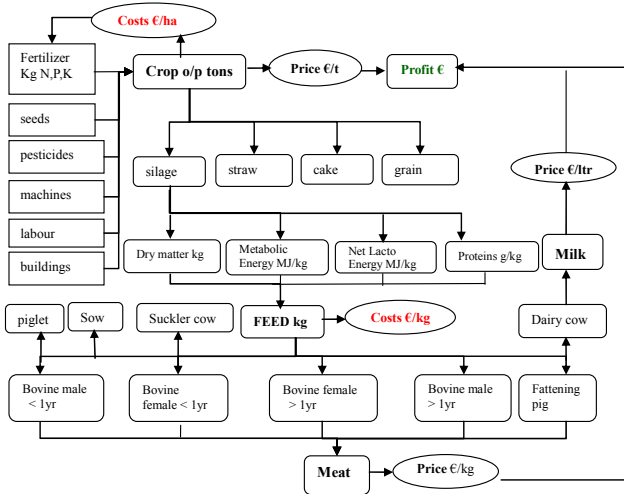 Costs €/ha
Fertilizer
Kg N,P,K
Crop o/p tons
Price €/t
Profit €
seeds
pesticides
machines
labour
buildings
silage
straw
cake
grain
Price €/ltr
Dry matter kg
Metabolic
Energy MJ/kg
Net Lacto
Energy MJ/kg
Proteins g/kg
Milk
piglet
Sow
Suckler cow
FEED kg
Costs €/kg
Dairy cow
Bovine male
< 1yr
Bovine
female < 1yr
Bovine female
> 1yr
Bovine male
> 1yr
Fattening
pig
Meat
Price €/kg